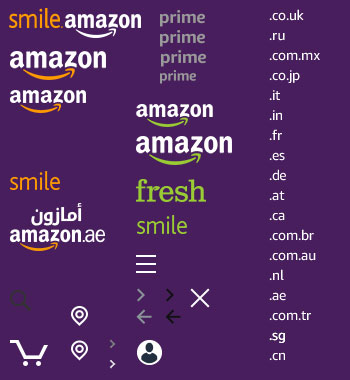 smile.amazon
amazon
amazon
smile
أمازون
amazon.ae
prime
prime
prime
prime
amazon
amazon
fresh
smile
.co.uk
.ru
.com.mx
.co.jp
.it
.in
.fr
.es
.de
.at
.ca
.com.br
.com.au
.nl
.ae
.com.tr
.sg
.cn